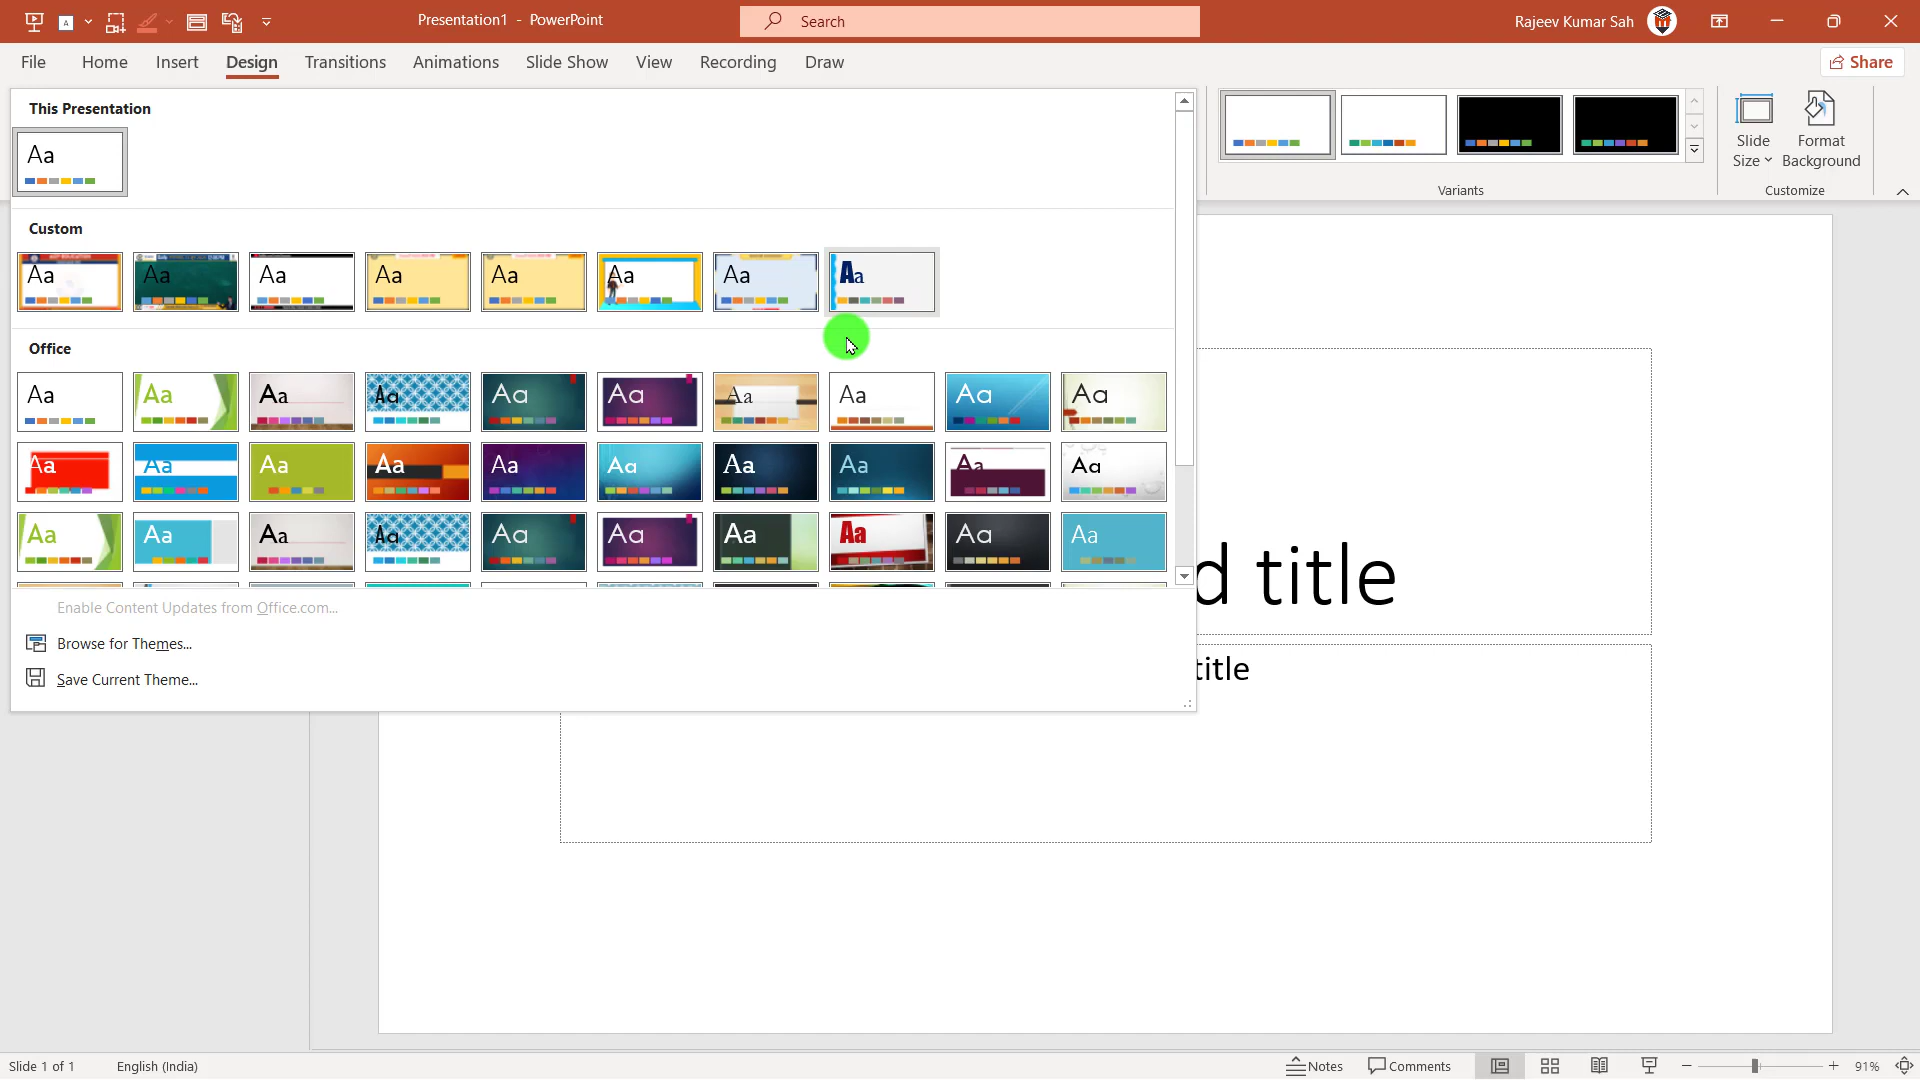 Presentation1 - PowerPoint
Search
Rajeev Kumar Sah
File Home Insert Design Transitions Animations Slide Show View Recording Draw
Share
This Presentation
Aa
Custom
Aa Aa Aa Aa Aa Aa Aa Aa
Office
Aa Aa Aa Aa Aa Aa Aa Aa Aa Aa
Aa Aa Aa Aa Aa Aa Aa Aa Aa Aa
Aa Aa Aa Aa Aa Aa Aa Aa Aa Aa
Enable Content Updates from Office.com...
Browse for Themes...
Save Current Theme...
Variants
Slide Size
Format Background
Customize
d title
title
Slide 1 of 1
English (India)
Notes
Comments
91%